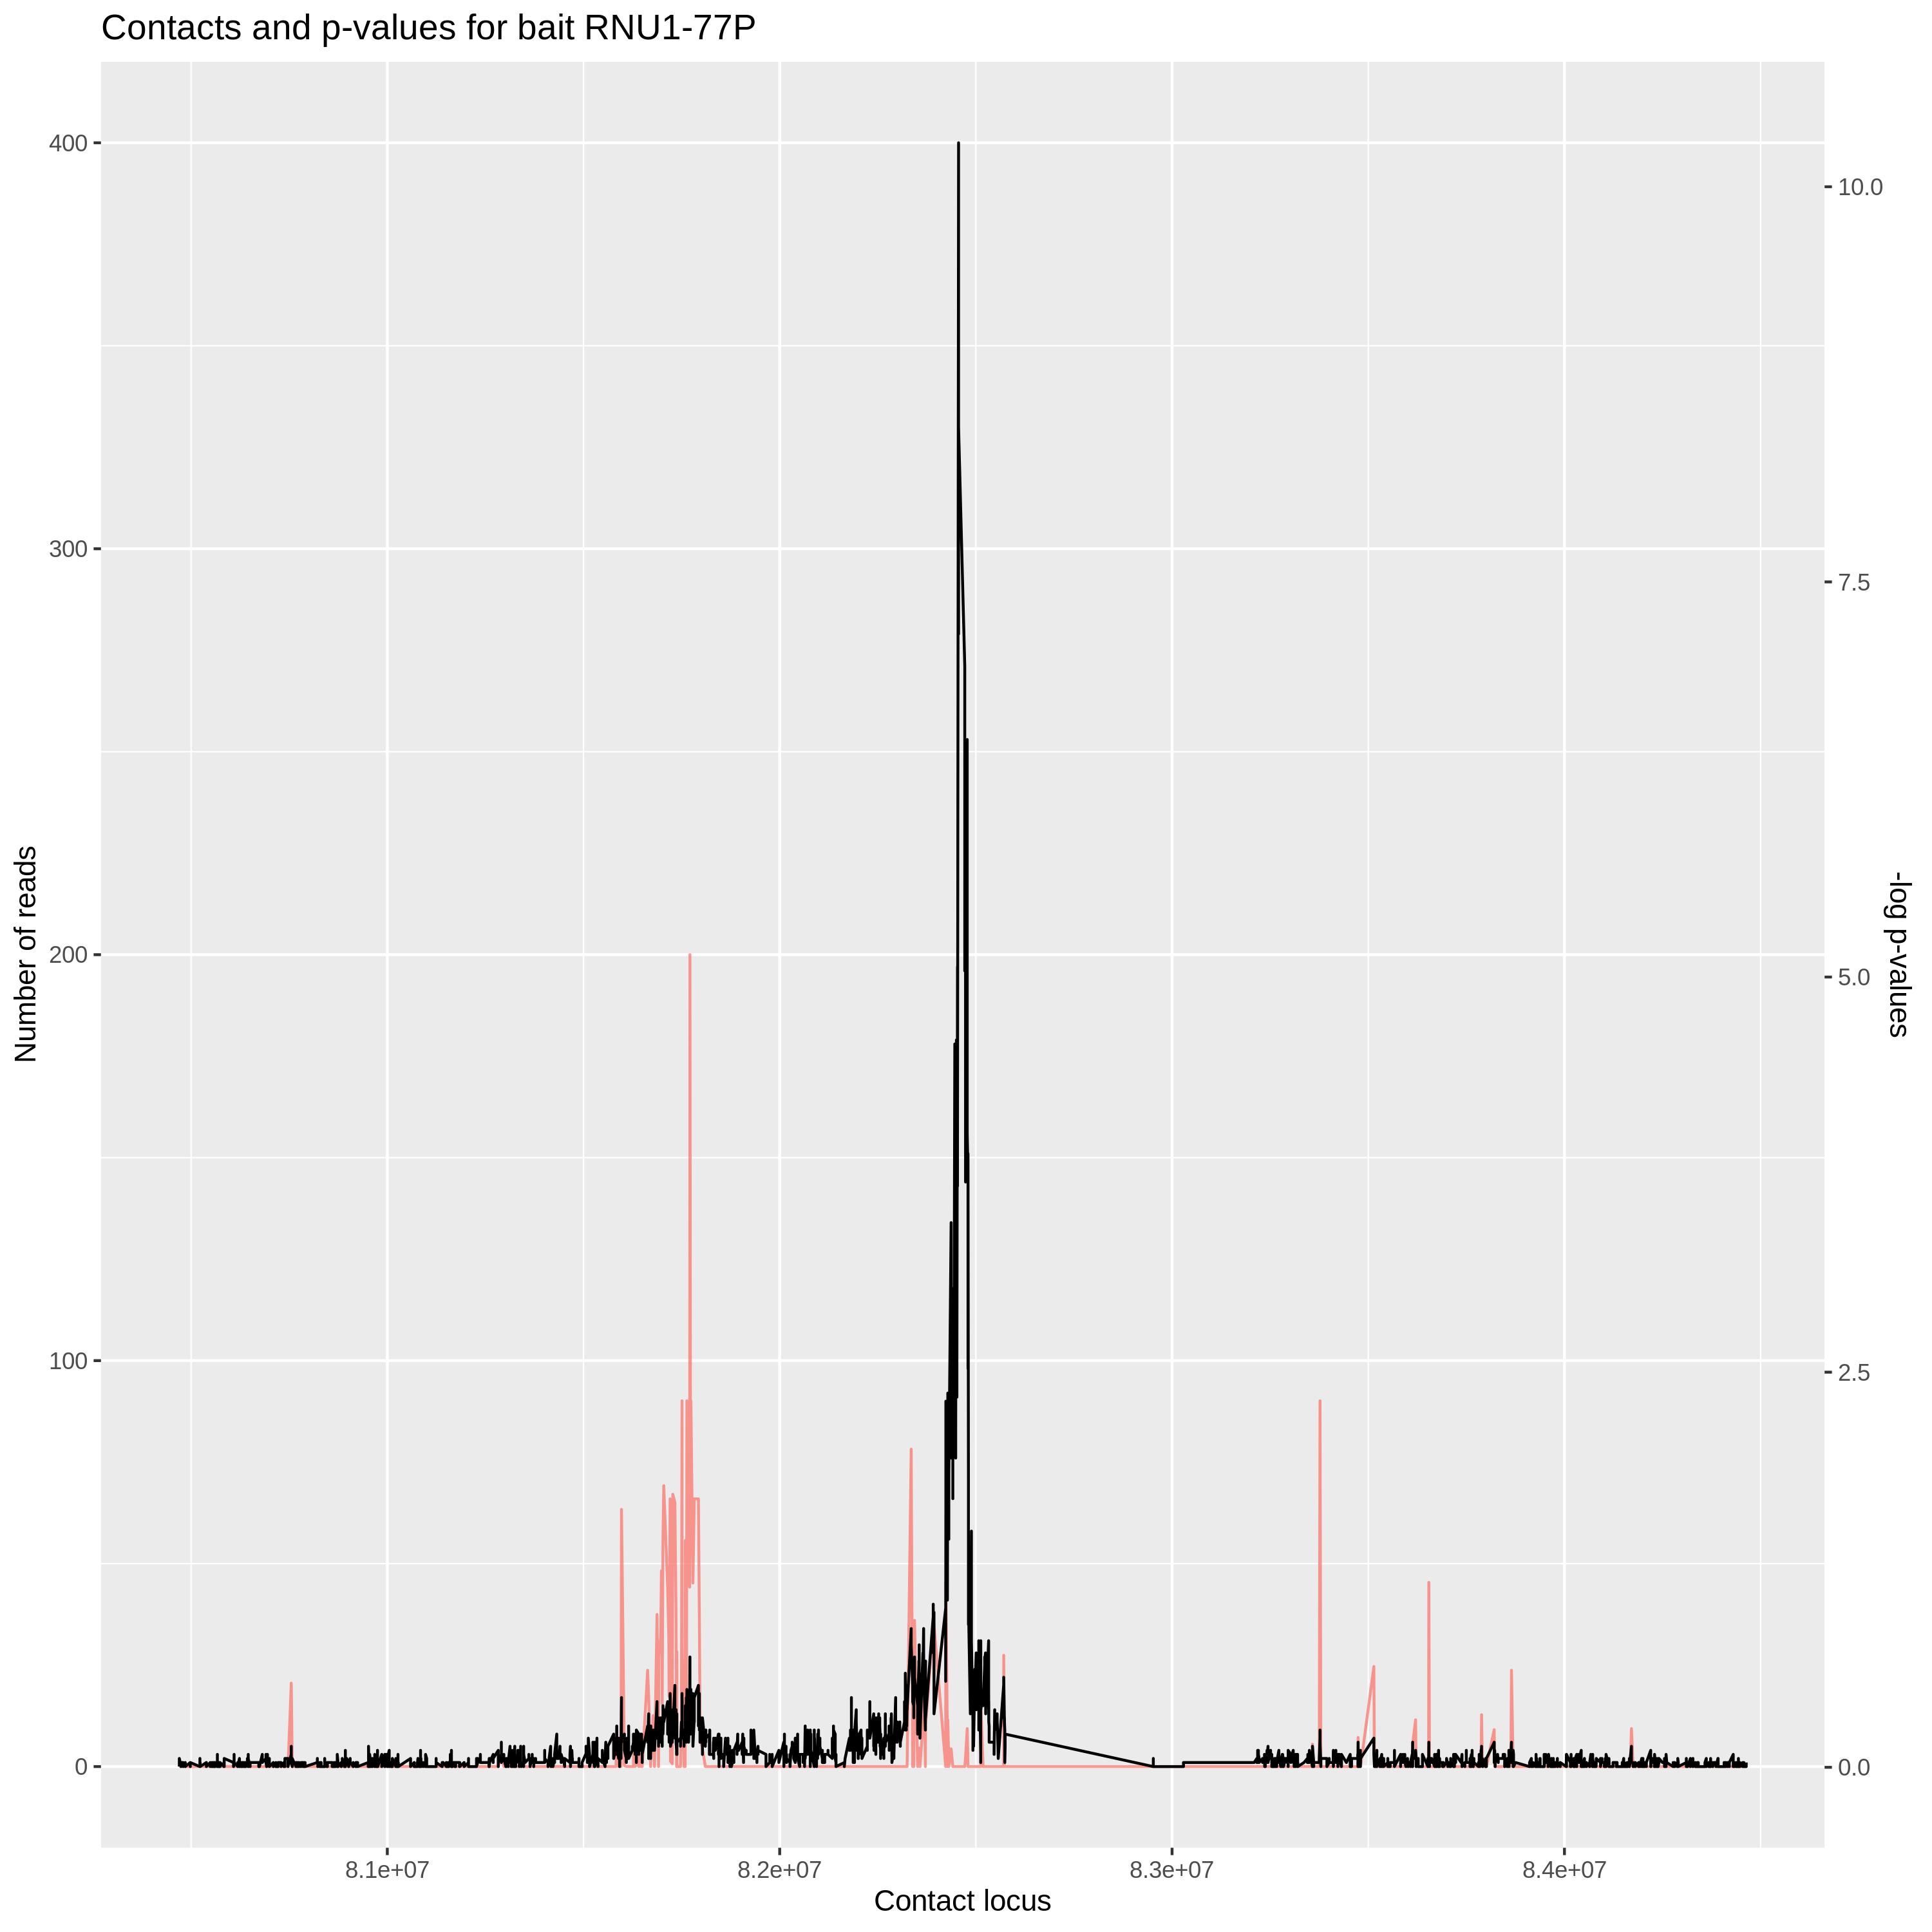 Contacts and p-values for bait RNU1-77P
400
300
200
100
0
Number of reads
10.0
7.5
5.0
2.5
0.0
-log p-values
8.1e+07
8.2e+07
8.3e+07
8.4e+07
Contact locus